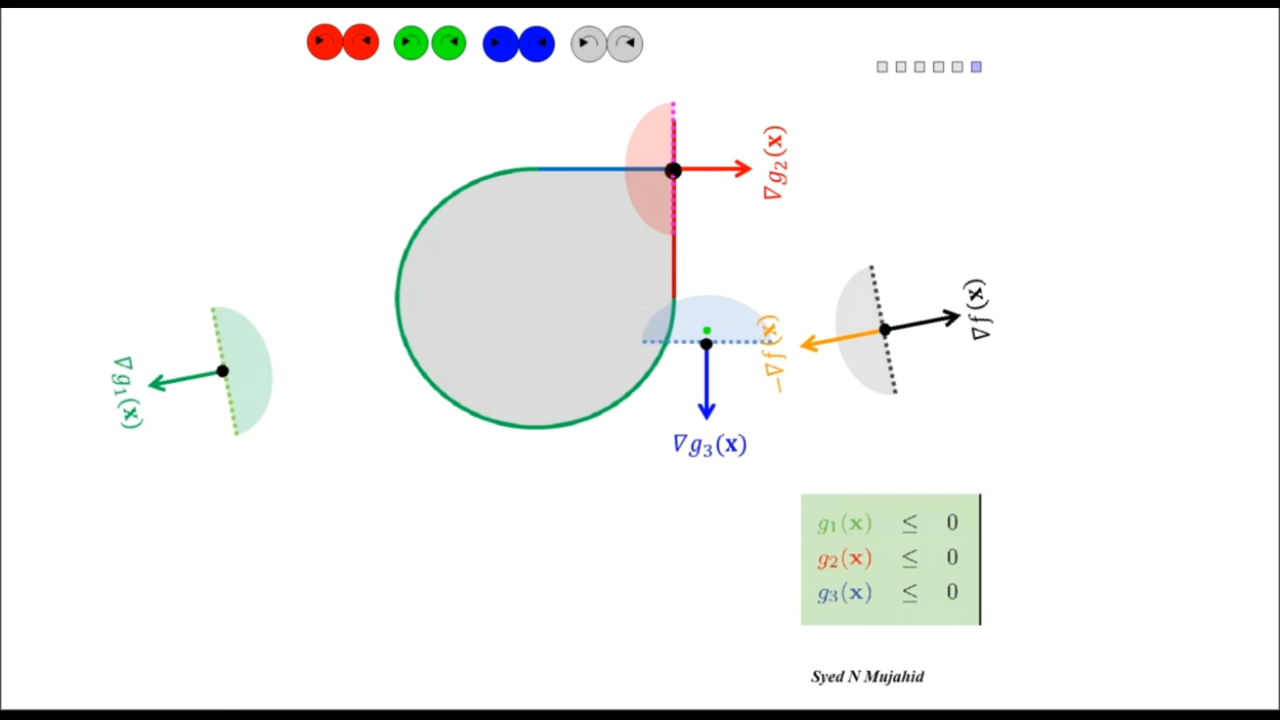 ∇g₂(x)
∇f(x)
−∇f(x)
∇g₁(x)
∇g₃(x)
g₁(x) ≤ 0
g₂(x) ≤ 0
g₃(x) ≤ 0
Syed N Mujahid